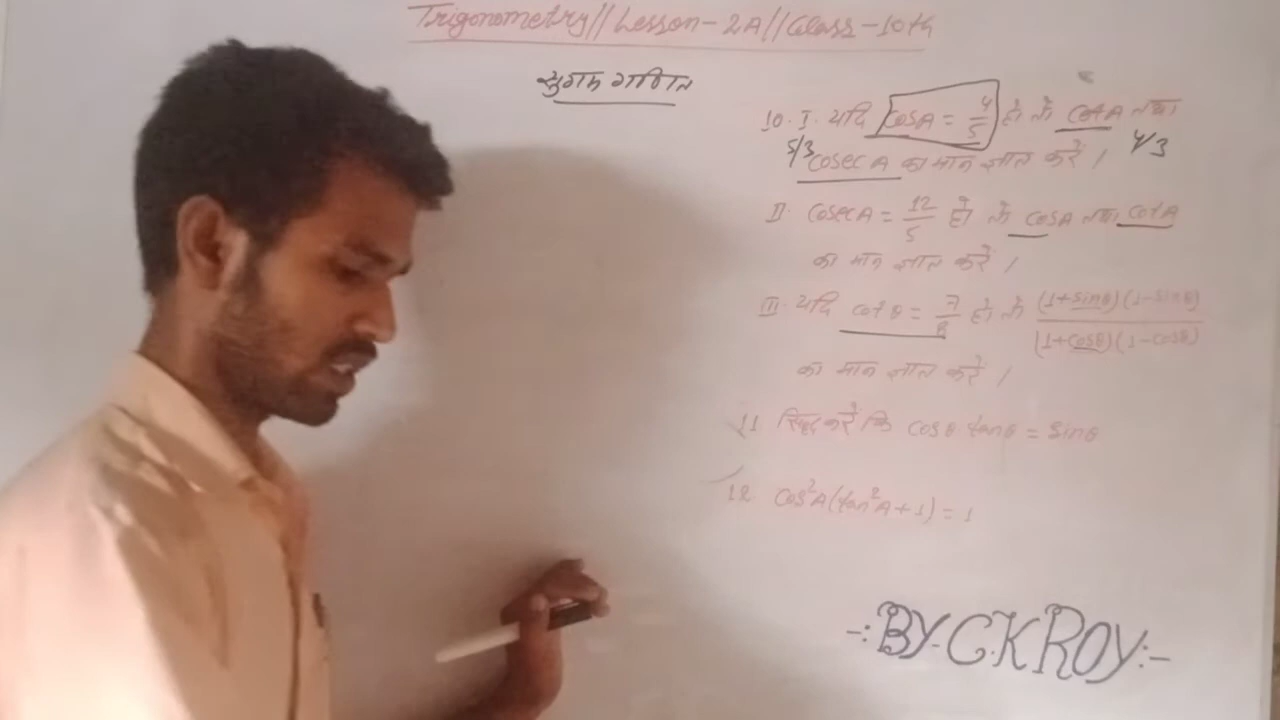 Trigonometry//Lesson-2A//Class-10th
सुगम गणित
10. I. यदि cosA = 4/5 हो तो cotA तथा
5/3 cosecA का मान ज्ञात करें । 4/3
II. cosecA = 12/5 हो तो cosA तथा cotA
का मान ज्ञात करें ।
III. यदि cotθ = 7/8 हो तो (1+sinθ)(1-sinθ)
(1+cosθ)(1-cosθ)
का मान ज्ञात करें ।
11 सिद्ध करें कि cosθ tanθ = sinθ
12. cos²A(tan²A+1) = 1
-: BY-C.K ROY:-